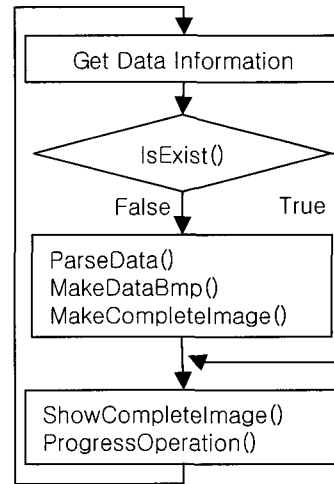 Get Data Information
IsExist()
False True
ParseData()
MakeDataBmp()
MakeCompleteImage()
ShowCompleteImage()
ProgressOperation()